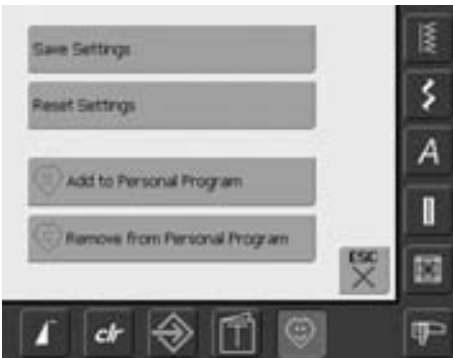 Save Settings
Reset Settings
Add to Personal Program
Remove from Personal Program
ESC
A
clr